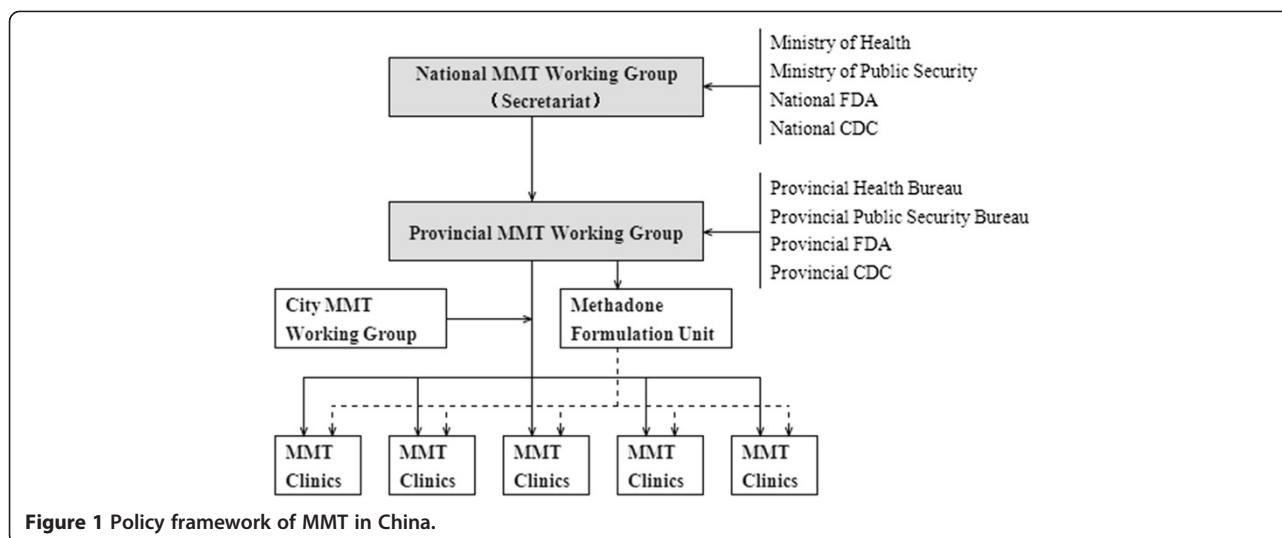 National MMT Working Group
(Secretariat)
Ministry of Health
Ministry of Public Security
National FDA
National CDC
Provincial MMT Working Group
Provincial Health Bureau
Provincial Public Security Bureau
Provincial FDA
Provincial CDC
City MMT
Working Group
Methadone
Formulation Unit
MMT
Clinics
MMT
Clinics
MMT
Clinics
MMT
Clinics
MMT
Clinics
Figure 1 Policy framework of MMT in China.